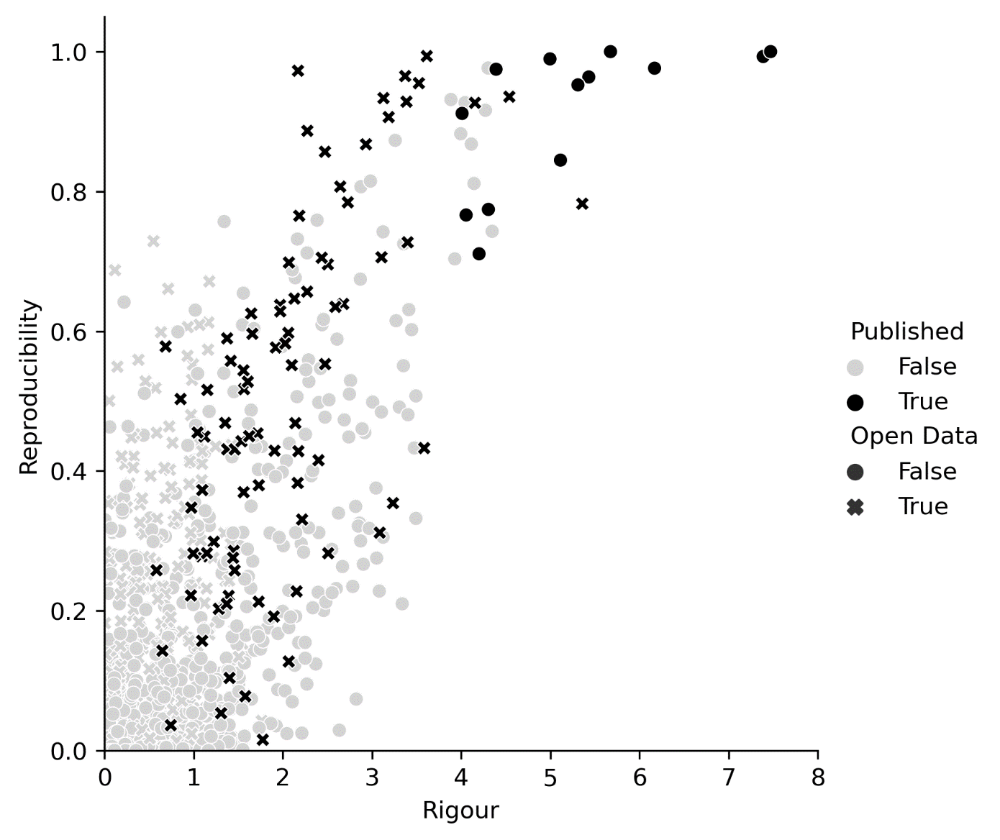 1.0
0.8
0.6
0.4
0.2
0.0
Reproducibility
0 1 2 3 4 5 6 7 8
Rigour
Published
False
True
Open Data
False
True